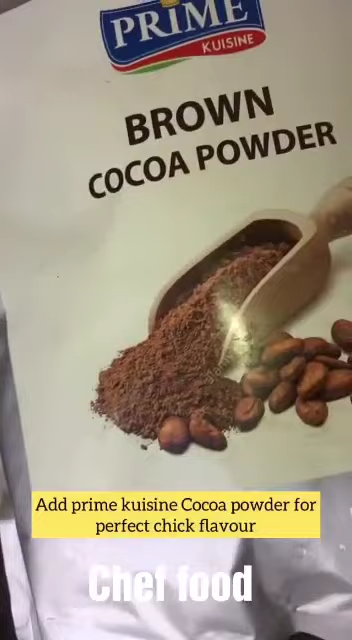 PRIME
KUISINE
BROWN
COCOA POWDER
Add prime kuisine Cocoa powder for
perfect chick flavour
Chef food